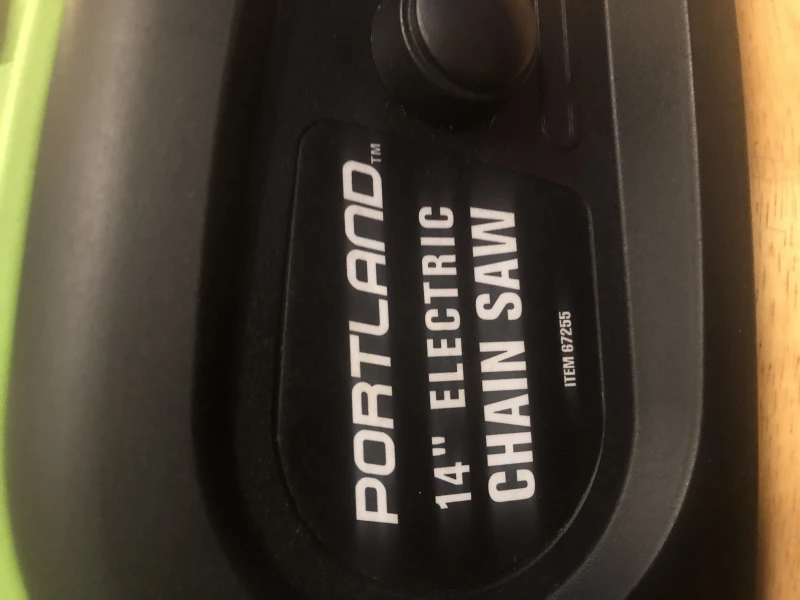 PORTLAND™
14" ELECTRIC
CHAIN SAW
ITEM 67255